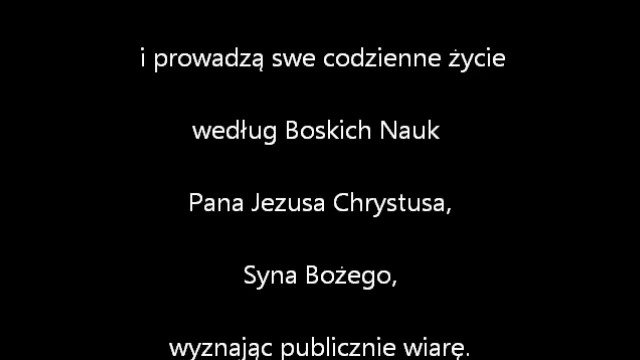 i prowadzą swe codzienne życie
według Boskich Nauk
Pana Jezusa Chrystusa,
Syna Bożego,
wyznając publicznie wiarę.